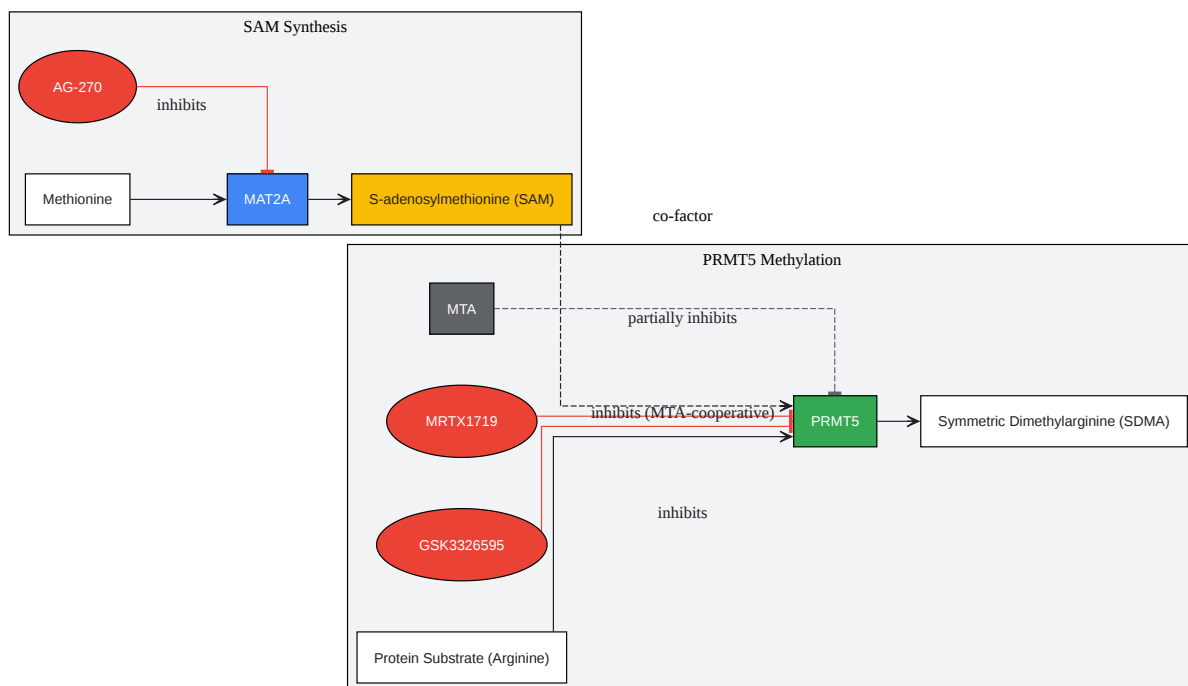 SAM Synthesis
AG-270
inhibits
Methionine
MAT2A
S-adenosylmethionine (SAM)
co-factor
PRMT5 Methylation
MTA
partially inhibits
inhibits (MTA-cooperative)
MRTX1719
PRMT5
Symmetric Dimethylarginine (SDMA)
inhibits
GSK3326595
Protein Substrate (Arginine)